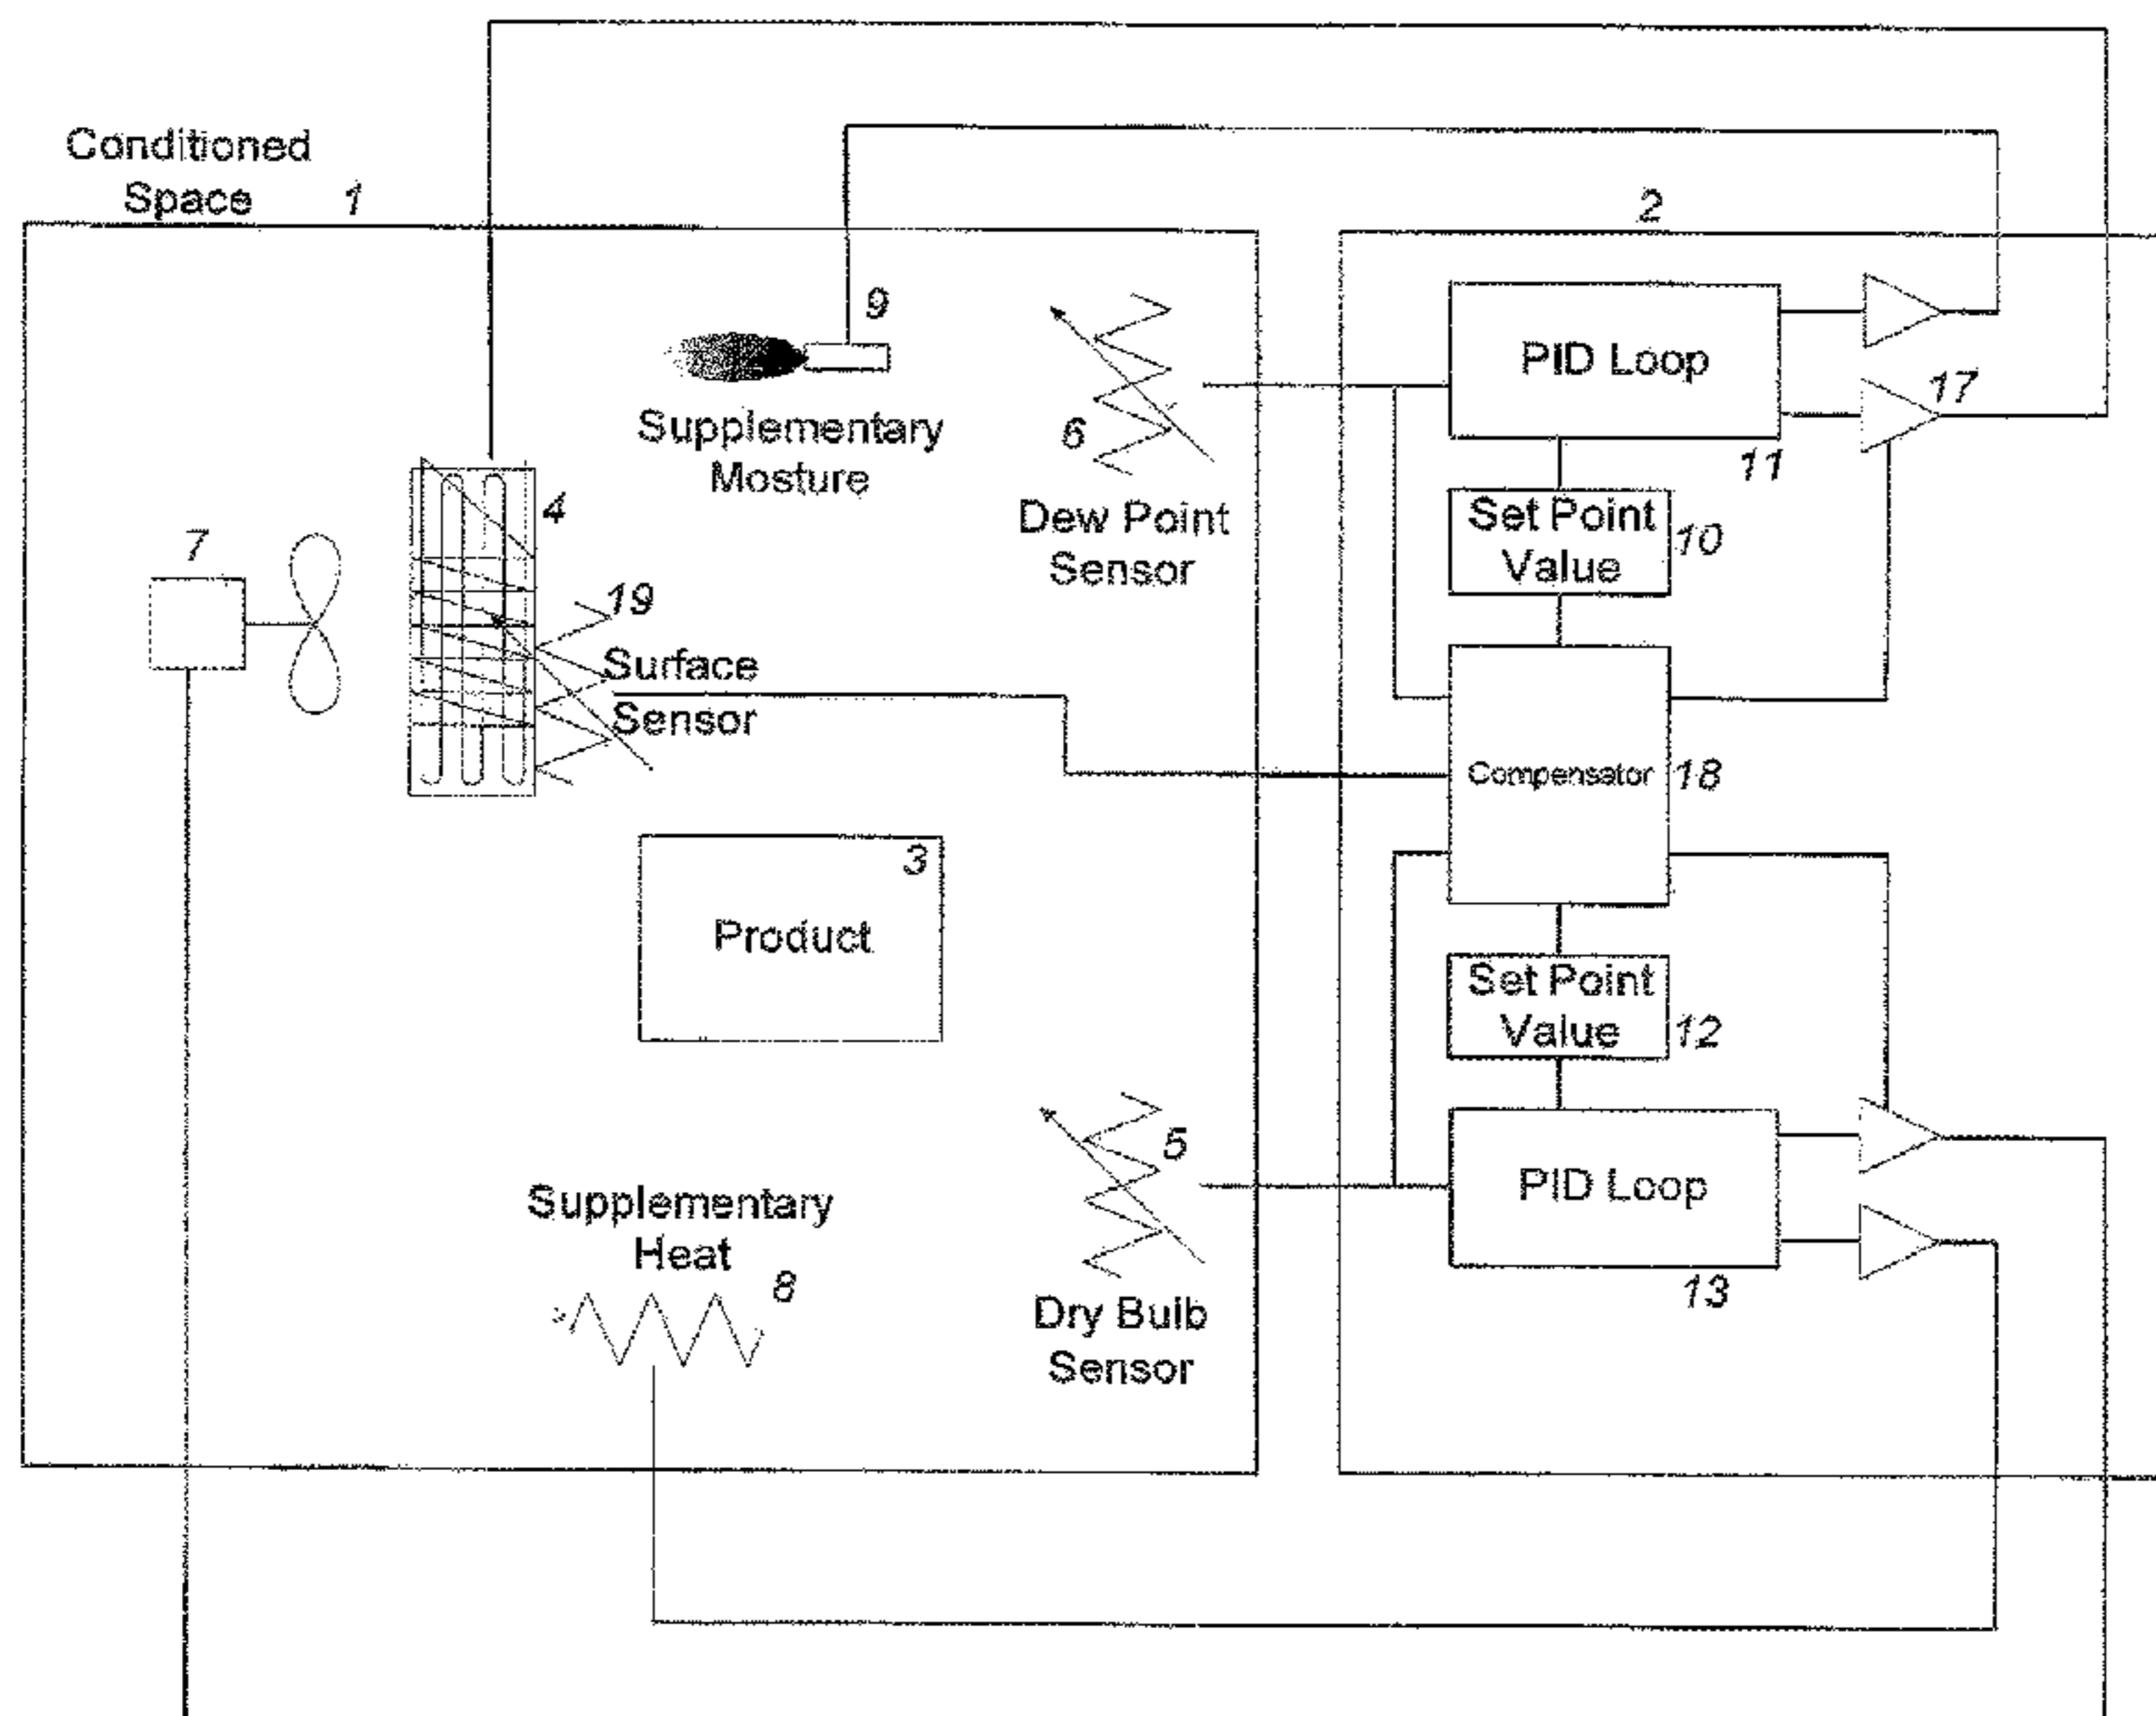 Conditioned
Space
1
2
9
Supplementary
Mosture
6
Dew Point
Sensor
PID Loop
11
17
Set Point
Value
10
7
4
19
Surface
Sensor
Compensator
18
3
Product
Set Point
Value
12
5
Dry Bulb
Sensor
PID Loop
13
Supplementary
Heat
8